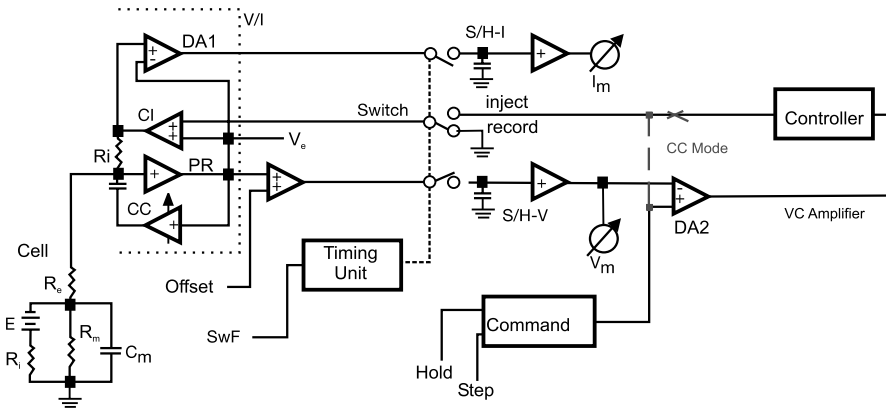 V/I
DA1
S/H-I
+
-
+
I
m
CI
Switch
inject
Controller
+
+
V
e
record
Ri
PR
CC Mode
+
+
+
+
-
+
CC
+
S/H-V
DA2
VC Amplifier
Cell
Timing
Unit
V
m
R
e
Offset
E
R
m
SwF
Command
C
m
R
i
Hold
Step